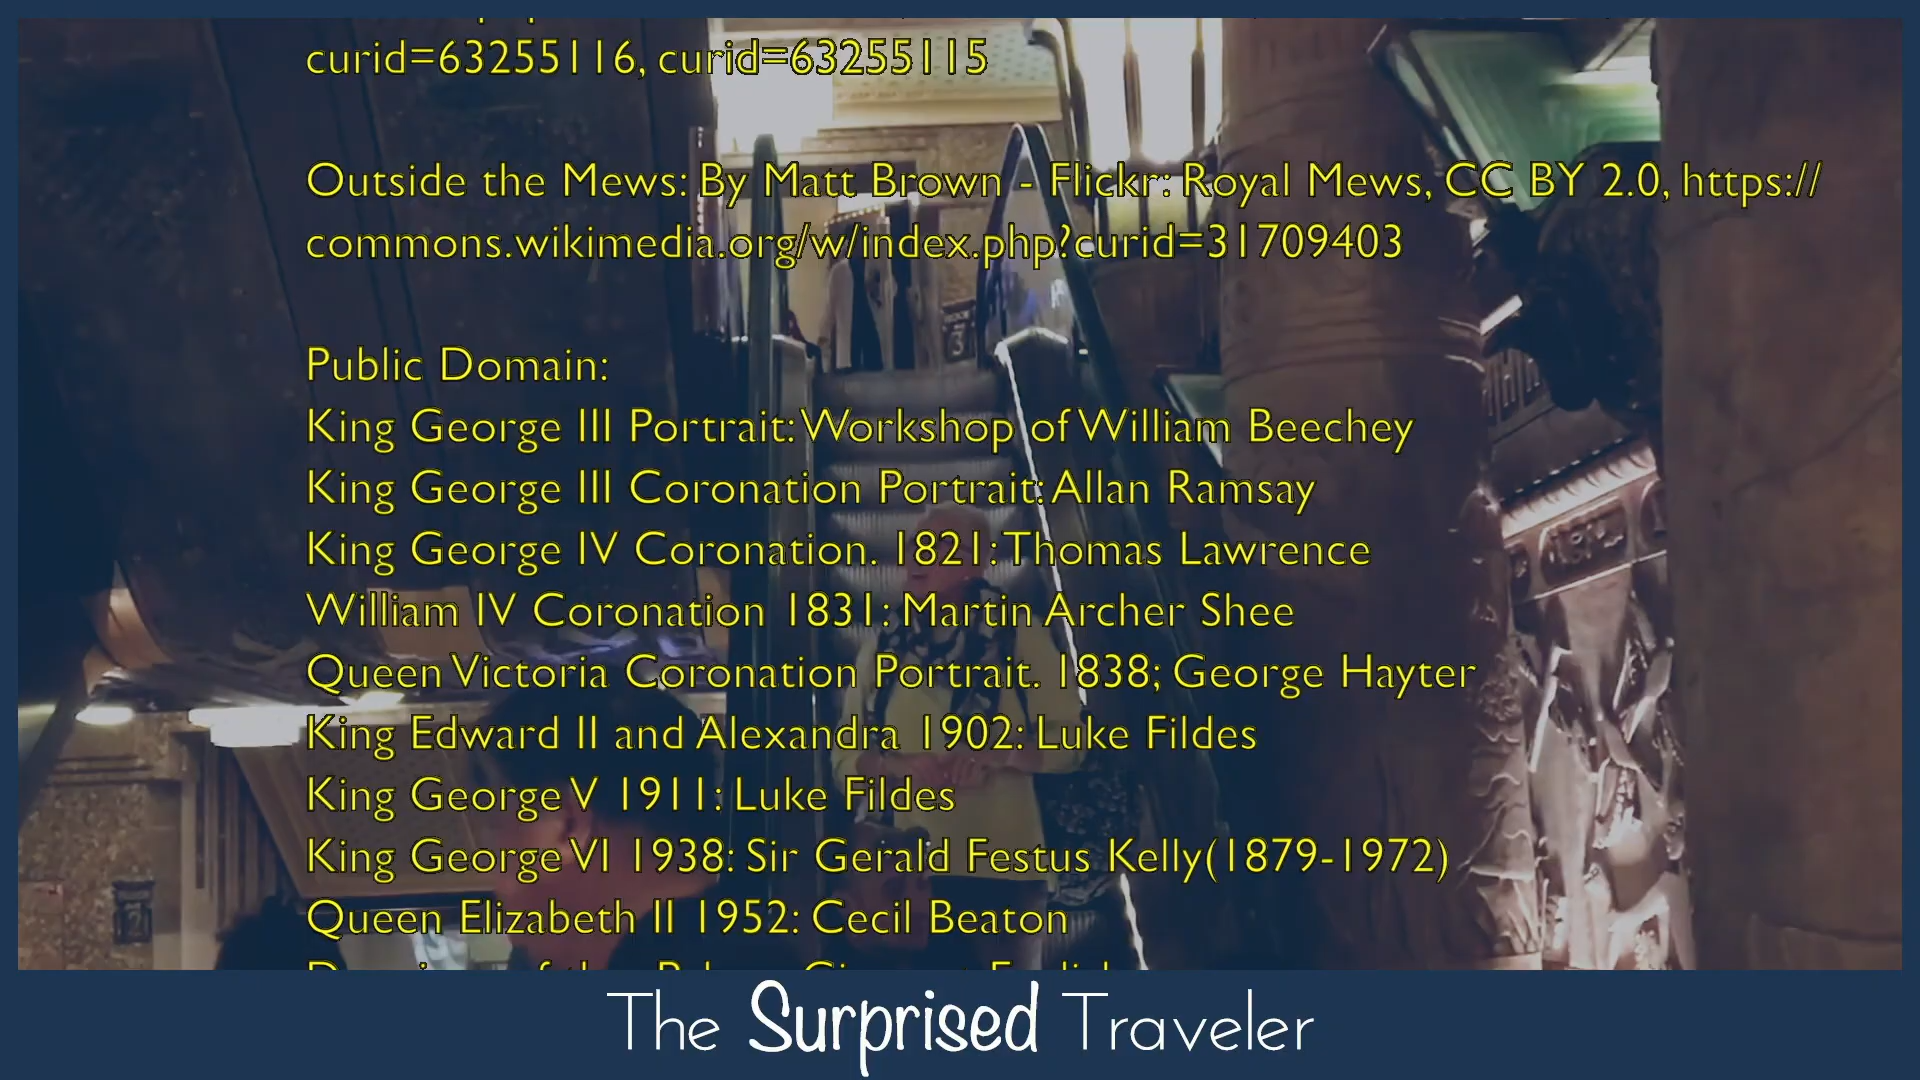 curid=63255116, curid=63255115
Outside the Mews: By Matt Brown - Flickr: Royal Mews, CC BY 2.0, https://
commons.wikimedia.org/w/index.php?curid=31709403
Public Domain:
King George III Portrait: Workshop of William Beechey
King George III Coronation Portrait: Allan Ramsay
King George IV Coronation. 1821: Thomas Lawrence
William IV Coronation 1831: Martin Archer Shee
Queen Victoria Coronation Portrait. 1838; George Hayter
King Edward II and Alexandra 1902: Luke Fildes
King George V 1911: Luke Fildes
King George VI 1938: Sir Gerald Festus Kelly(1879-1972)
Queen Elizabeth II 1952: Cecil Beaton
The Surprised Traveler